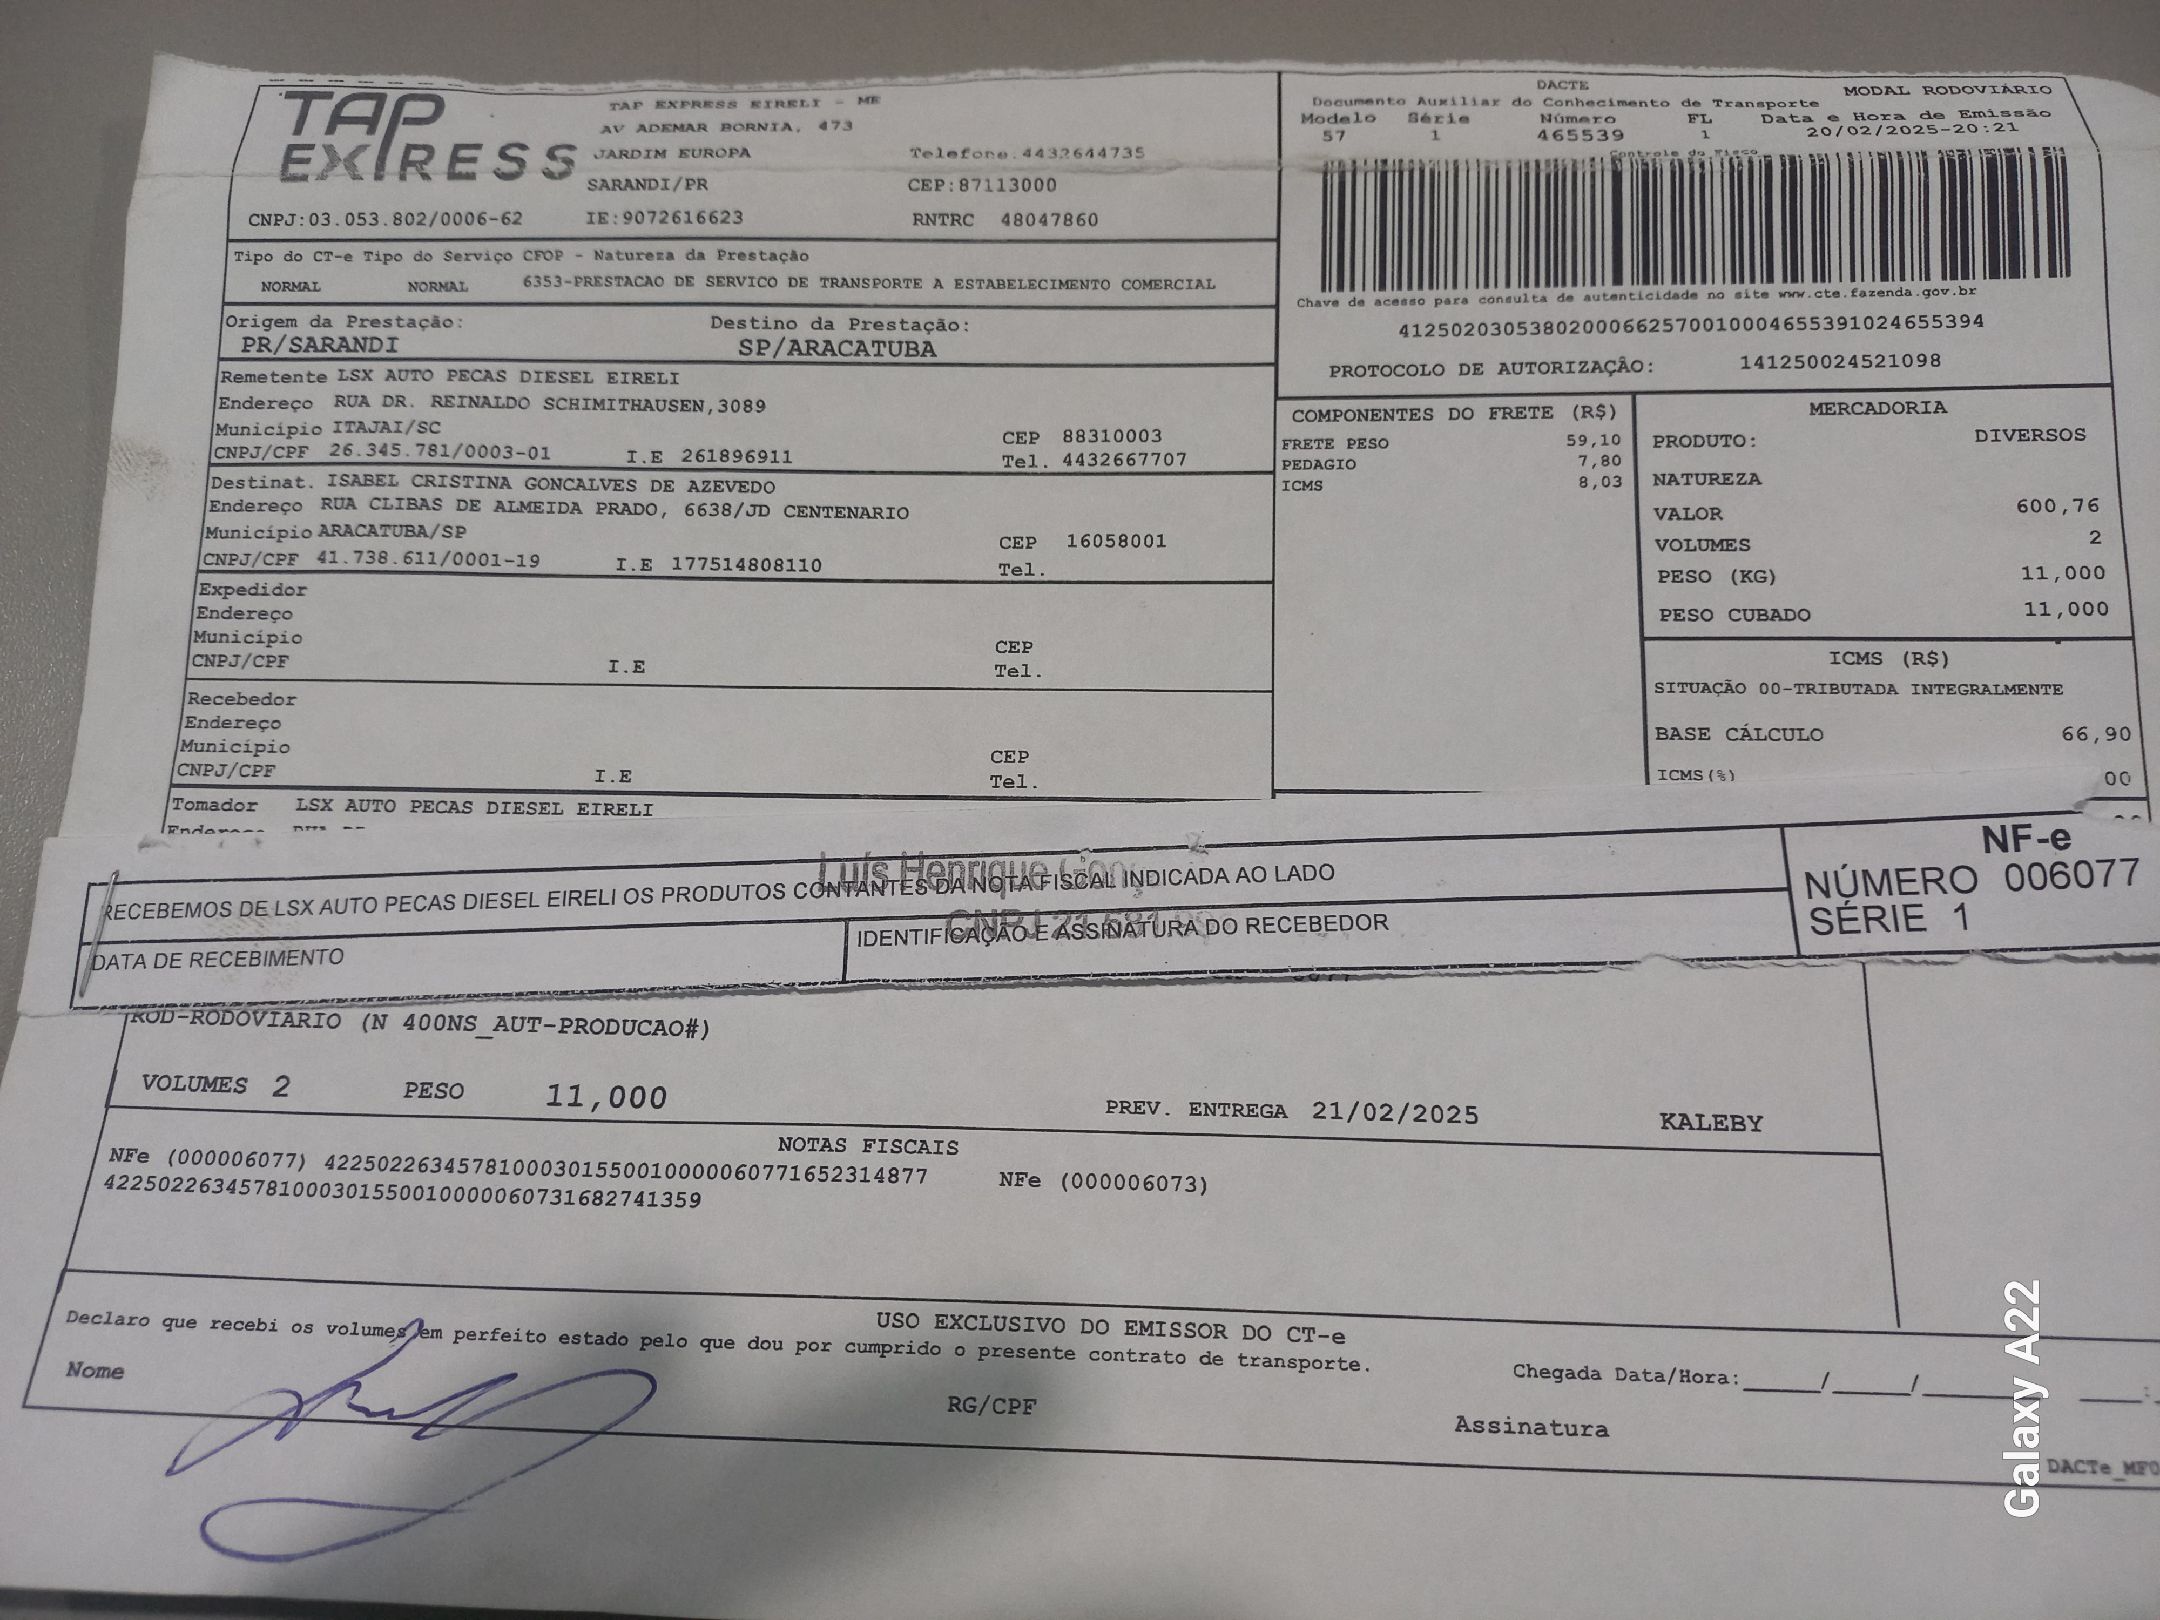 TAP EXPRESS
TAP EXPRESS EIRELI - ME
AV ADEMAR BORNIA, 473
JARDIM EUROPA Telefone.4432644735
SARANDI/PR CEP:87113000
CNPJ:03.053.802/0006-62 IE:9072616623 RNTRC 48047860
DACTE
Documento Auxiliar do Conhecimento de Transporte MODAL RODOVIÁRIO
Modelo Série Número FL Data e Hora de Emissão
57 1 465539 1 20/02/2025-20:21
Controle do Fisco
Chave de acesso para consulta de autenticidade no site www.cte.fazenda.gov.br
41250203053802000662570010004655391024655394
PROTOCOLO DE AUTORIZAÇÃO: 141250024521098
Tipo do CT-e Tipo do Serviço CFOP - Natureza da Prestação
NORMAL NORMAL 6353-PRESTACAO DE SERVICO DE TRANSPORTE A ESTABELECIMENTO COMERCIAL
Origem da Prestação: Destino da Prestação:
PR/SARANDI SP/ARACATUBA
Remetente LSX AUTO PECAS DIESEL EIRELI
Endereço RUA DR. REINALDO SCHIMITHAUSEN,3089
Município ITAJAI/SC CEP 88310003
CNPJ/CPF 26.345.781/0003-01 I.E 261896911 Tel. 4432667707
Destinat. ISABEL CRISTINA GONCALVES DE AZEVEDO
Endereço RUA CLIBAS DE ALMEIDA PRADO, 6638/JD CENTENARIO
Município ARACATUBA/SP CEP 16058001
CNPJ/CPF 41.738.611/0001-19 I.E 177514808110 Tel.
Expedidor
Endereço
Município CEP
CNPJ/CPF I.E Tel.
Recebedor
Endereço
Município CEP
CNPJ/CPF I.E Tel.
Tomador LSX AUTO PECAS DIESEL EIRELI
COMPONENTES DO FRETE (R$)
FRETE PESO 59,10
PEDAGIO 7,80
ICMS 8,03
MERCADORIA
PRODUTO: DIVERSOS
NATUREZA
VALOR 600,76
VOLUMES 2
PESO (KG) 11,000
PESO CUBADO 11,000
ICMS (R$)
SITUAÇÃO 00-TRIBUTADA INTEGRALMENTE
BASE CÁLCULO 66,90
ICMS(%) 00
Luís Henrique
RECEBEMOS DE LSX AUTO PECAS DIESEL EIRELI OS PRODUTOS CONTANTES DA NOTA FISCAL INDICADA AO LADO
CNPJ
DATA DE RECEBIMENTO IDENTIFICAÇÃO E ASSINATURA DO RECEBEDOR
NF-e
NÚMERO 006077
SÉRIE 1
ROD-RODOVIARIO (N 400NS_AUT-PRODUCAO#)
VOLUMES 2 PESO 11,000 PREV. ENTREGA 21/02/2025 KALEBY
NOTAS FISCAIS
NFe (000006077) 42250226345781000301550010000060771652314877 NFe (000006073)
42250226345781000301550010000060731682741359
USO EXCLUSIVO DO EMISSOR DO CT-e
Declaro que recebi os volumes em perfeito estado pelo que dou por cumprido o presente contrato de transporte.
Nome RG/CPF Assinatura Chegada Data/Hora:____/____/____
DACTe_MF0
Galaxy A22